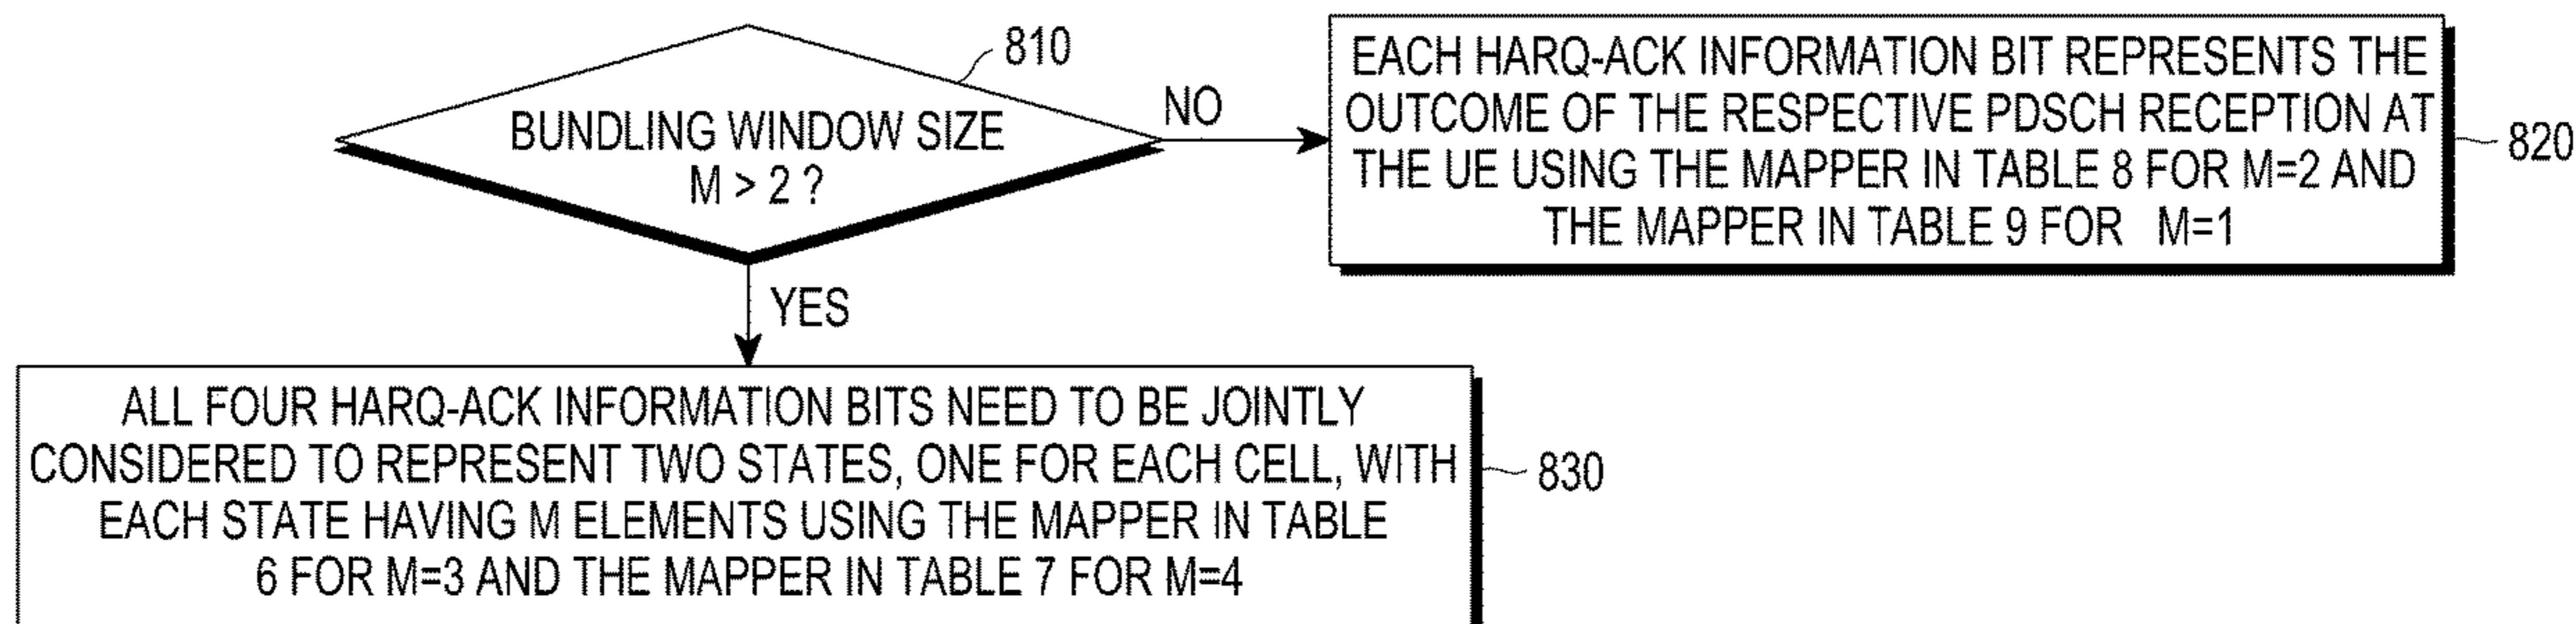 810
BUNDLING WINDOW SIZE
M > 2 ?
NO
EACH HARQ-ACK INFORMATION BIT REPRESENTS THE
OUTCOME OF THE RESPECTIVE PDSCH RECEPTION AT
THE UE USING THE MAPPER IN TABLE 8 FOR M=2 AND
THE MAPPER IN TABLE 9 FOR M=1
820
YES
ALL FOUR HARQ-ACK INFORMATION BITS NEED TO BE JOINTLY
CONSIDERED TO REPRESENT TWO STATES, ONE FOR EACH CELL, WITH
EACH STATE HAVING M ELEMENTS USING THE MAPPER IN TABLE
6 FOR M=3 AND THE MAPPER IN TABLE 7 FOR M=4
830